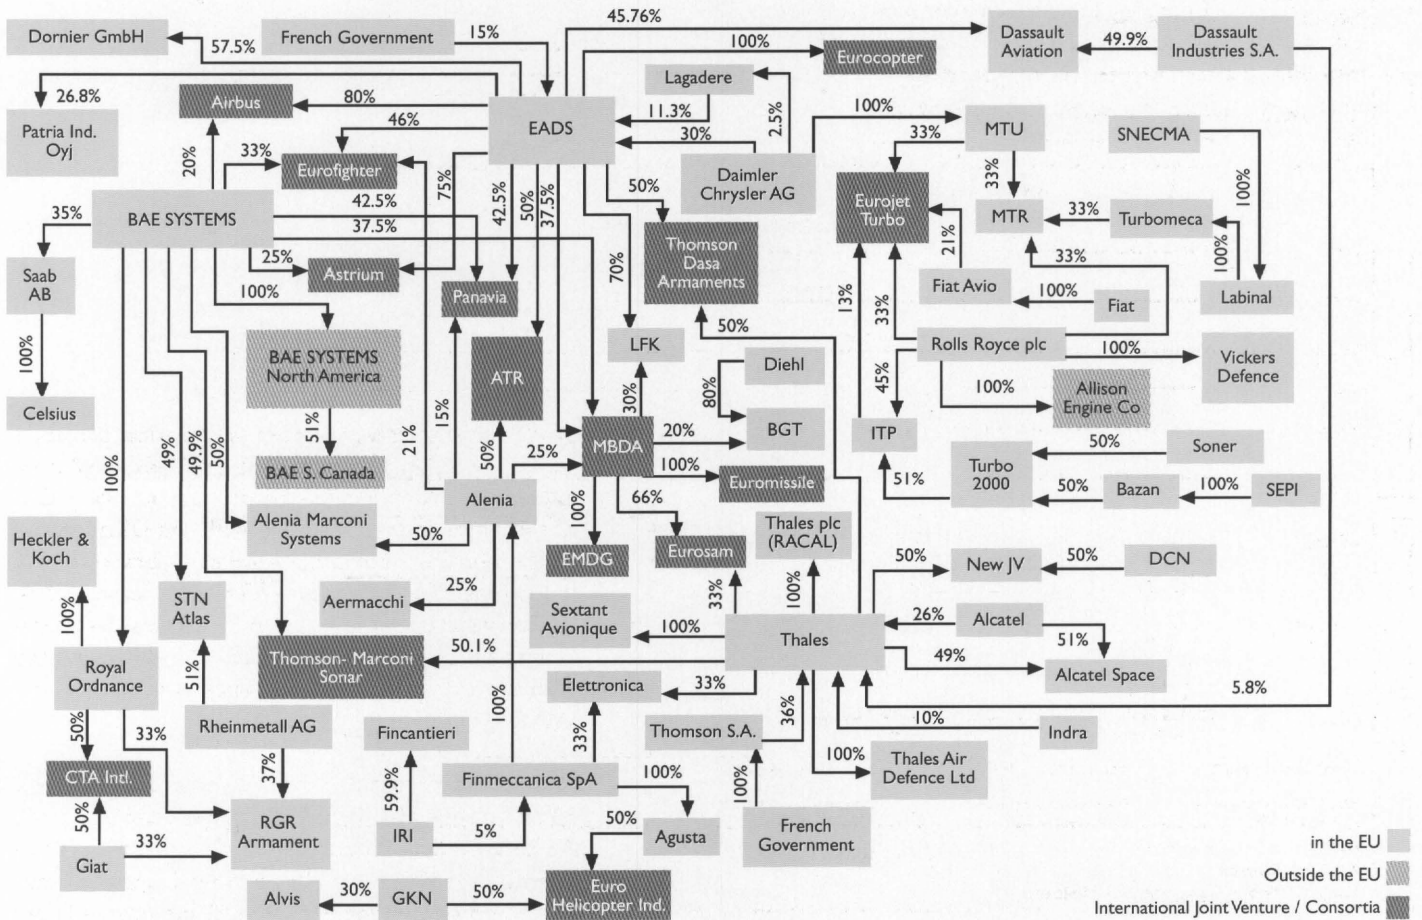 45.76%
Dornier GmbH
57.5%
French Government
15%
100%
Eurocopter
Dassault
Aviation
49.9%
Dassault
Industries S.A.
Lagadere
26.8%
Airbus
80%
11.3%
2.5%
100%
Patria Ind.
Oyj
46%
EADS
30%
MTU
SNECMA
33%
20%
33%
Eurofighter
75%
42.5%
50%
37.5%
50%
Daimler
Chrysler AG
33%
100%
42.5%
35%
BAE SYSTEMS
37.5%
Eurojet
Turbo
MTR
33%
Turbomeca
21%
100%
25%
Astrium
Thomson
Dasa
Armaments
70%
33%
Saab
AB
100%
Panavia
Fiat Avio
100%
Fiat
Labinal
13%
33%
50%
LFK
Rolls Royce plc
100%
Vickers
Defence
BAE SYSTEMS
North America
ATR
Diehl
100%
45%
100%
Allison
Engine Co
Celsius
15%
30%
80%
51%
21%
BGT
ITP
49%
49.9%
50%
20%
MBDA
50%
Soner
100%
BAE S. Canada
50%
25%
100%
Euromissile
51%
Turbo
2000
50%
Bazan
100%
SEPI
Alenia
66%
Heckler &
Koch
Alenia Marconi
Systems
50%
100%
Thales plc
(RACAL)
EMDG
Eurosam
50%
New JV
50%
DCN
STN
Atlas
Aermacchi
25%
33%
100%
100%
Sextant
Avionique
100%
Thales
26%
Alcatel
51%
Royal
Ordnance
Thomson- Marconi
Sonar
50.1%
49%
Alcatel Space
51%
Elettronica
33%
5.8%
100%
36%
10%
Indra
50%
33%
Rheinmetall AG
Fincantieri
33%
Thomson S.A.
100%
Thales Air
Defence Ltd
CTA Intl.
37%
59.9%
Finmeccanica SpA
100%
100%
50%
RGR
Armament
IRI
5%
50%
Agusta
French
Government
Giat
33%
in the EU
Outside the EU
Alvis
30%
GKN
50%
Euro
Helicopter Ind.
International Joint Venture / Consortia